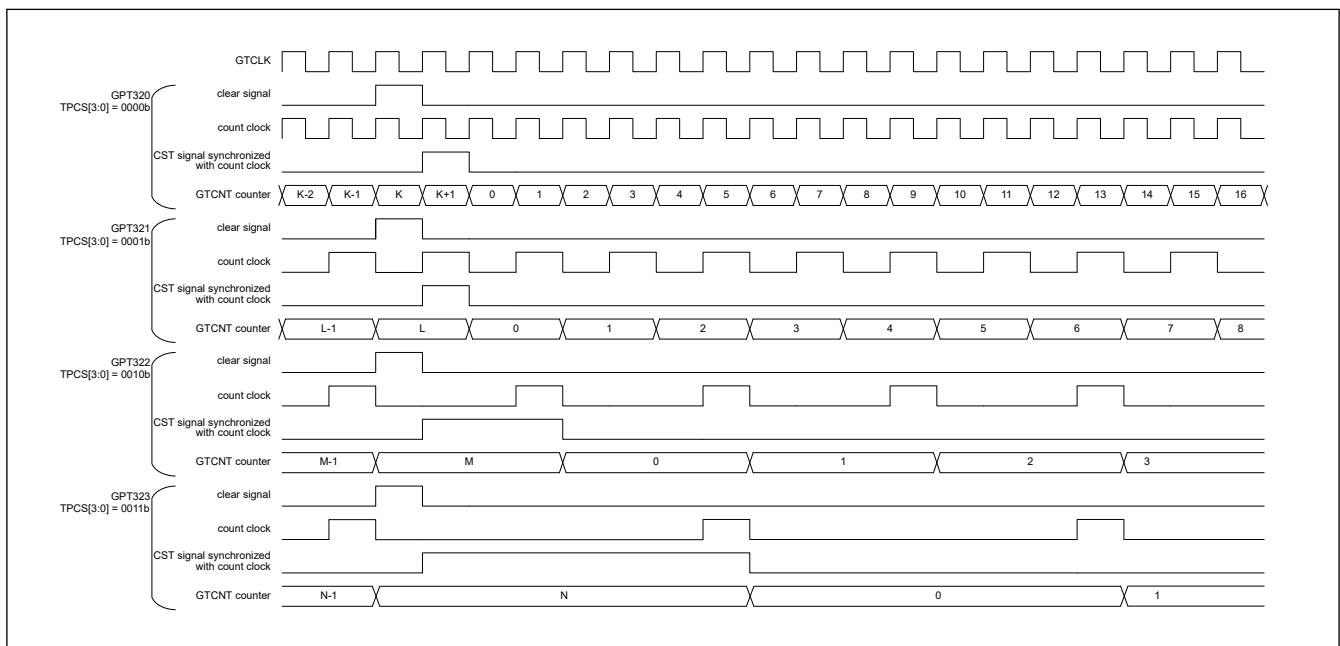 GTCLK
GPT320
TPCS[3:0] = 0000b
clear signal
count clock
CST signal synchronized
with count clock
GTCNT counter K-2 K-1 K K+1 0 1 2 3 4 5 6 7 8 9 10 11 12 13 14 15 16
GPT321
TPCS[3:0] = 0001b
clear signal
count clock
CST signal synchronized
with count clock
GTCNT counter L-1 L 0 1 2 3 4 5 6 7 8
GPT322
TPCS[3:0] = 0010b
clear signal
count clock
CST signal synchronized
with count clock
GTCNT counter M-1 M 0 1 2 3
GPT323
TPCS[3:0] = 0011b
clear signal
count clock
CST signal synchronized
with count clock
GTCNT counter N-1 N 0 1